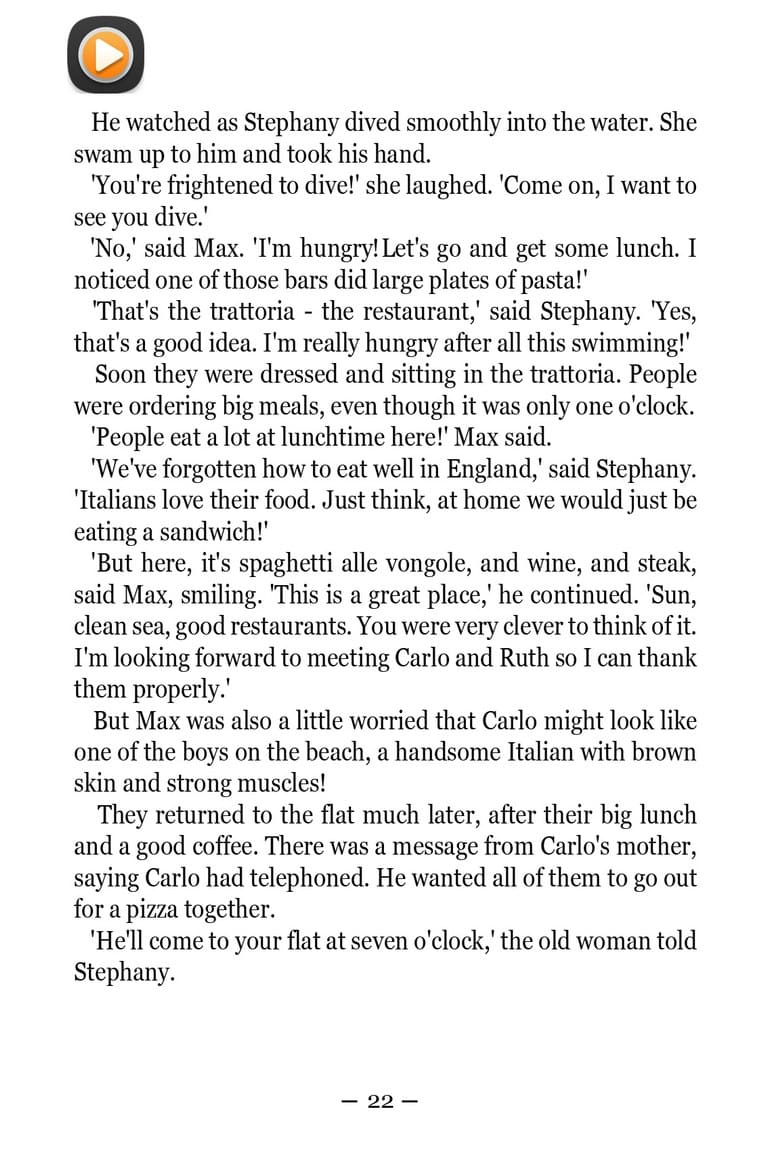 He watched as Stephany dived smoothly into the water. She
swam up to him and took his hand.
'You're frightened to dive!' she laughed. 'Come on, I want to
see you dive.'
'No,' said Max. 'I'm hungry! Let's go and get some lunch. I
noticed one of those bars did large plates of pasta!'
'That's the trattoria - the restaurant,' said Stephany. 'Yes,
that's a good idea. I'm really hungry after all this swimming!'
Soon they were dressed and sitting in the trattoria. People
were ordering big meals, even though it was only one o'clock.
'People eat a lot at lunchtime here!' Max said.
'We've forgotten how to eat well in England,' said Stephany.
'Italians love their food. Just think, at home we would just be
eating a sandwich!'
'But here, it's spaghetti alle vongole, and wine, and steak,
said Max, smiling. 'This is a great place,' he continued. 'Sun,
clean sea, good restaurants. You were very clever to think of it.
I'm looking forward to meeting Carlo and Ruth so I can thank
them properly.'
But Max was also a little worried that Carlo might look like
one of the boys on the beach, a handsome Italian with brown
skin and strong muscles!
They returned to the flat much later, after their big lunch
and a good coffee. There was a message from Carlo's mother,
saying Carlo had telephoned. He wanted all of them to go out
for a pizza together.
'He'll come to your flat at seven o'clock,' the old woman told
Stephany.
— 22 —